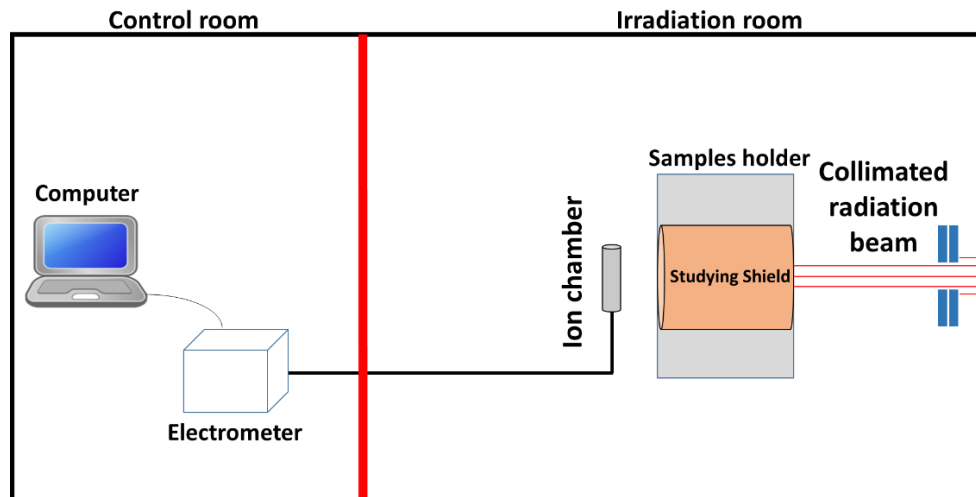 Control room
Irradiation room
Samples holder
Computer
Collimated
radiation
beam
Ion chamber
Studying Shield
Electrometer